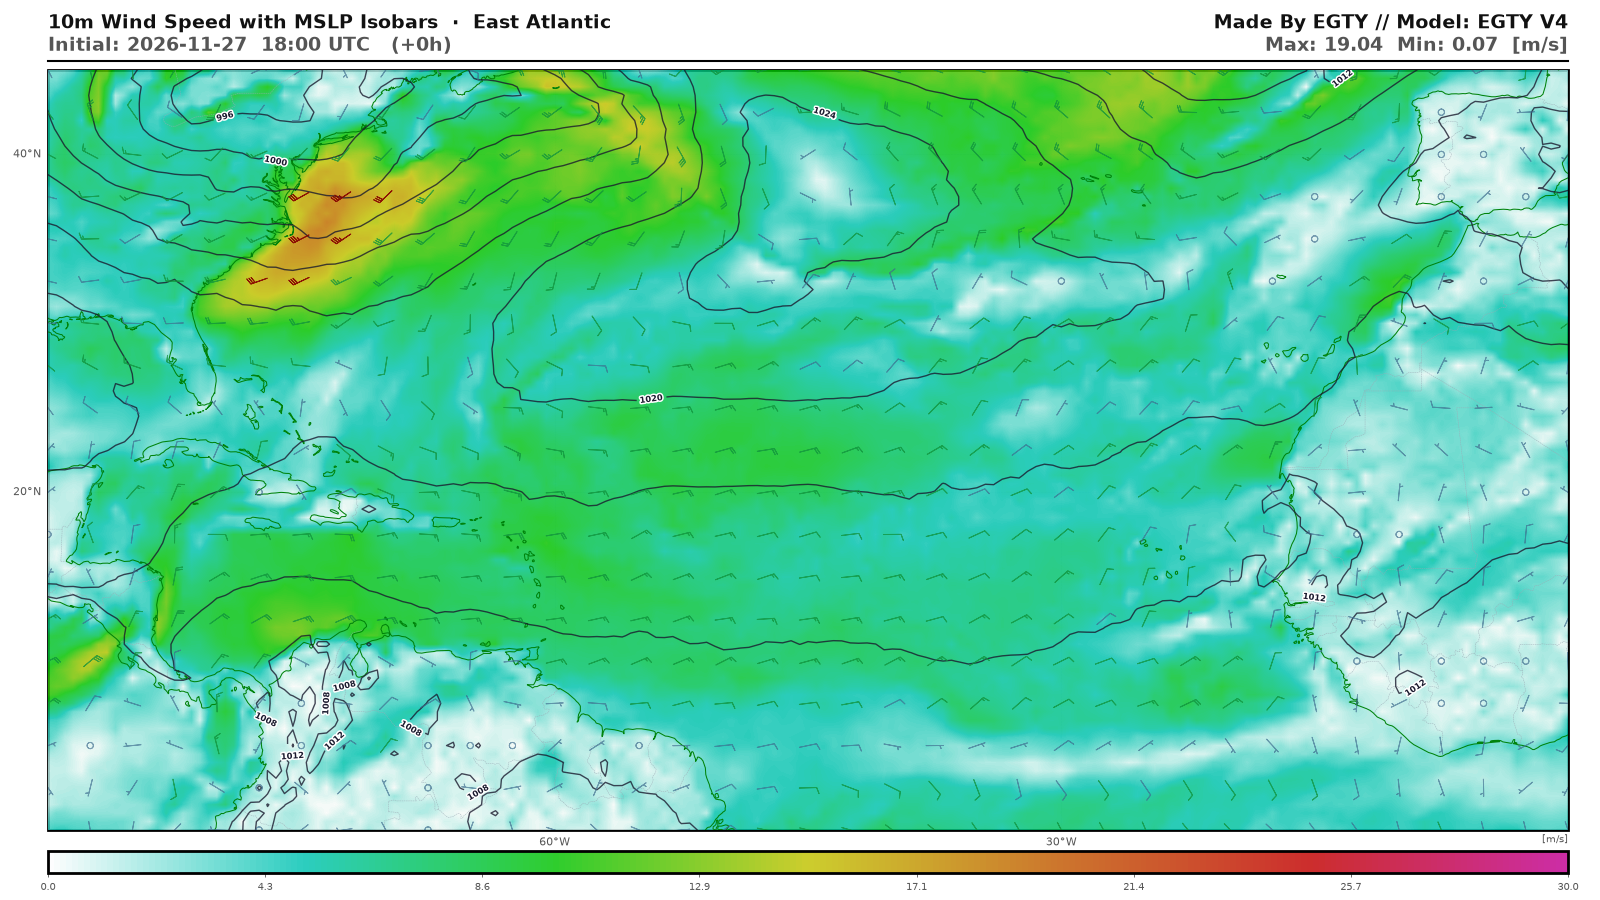 10m Wind Speed with MSLP Isobars · East Atlantic
Made By EGTY // Model: EGTY V4
Initial: 2026-11-27 18:00 UTC (+0h)
Max: 19.04 Min: 0.07 [m/s]
1012
1024
996
1000
40°N
1020
20°N
1012
1008
1008
1012
1008
1008
1012
1012
1008
60°W
30°W
[m/s]
0.0 4.3 8.6 12.9 17.1 21.4 25.7 30.0